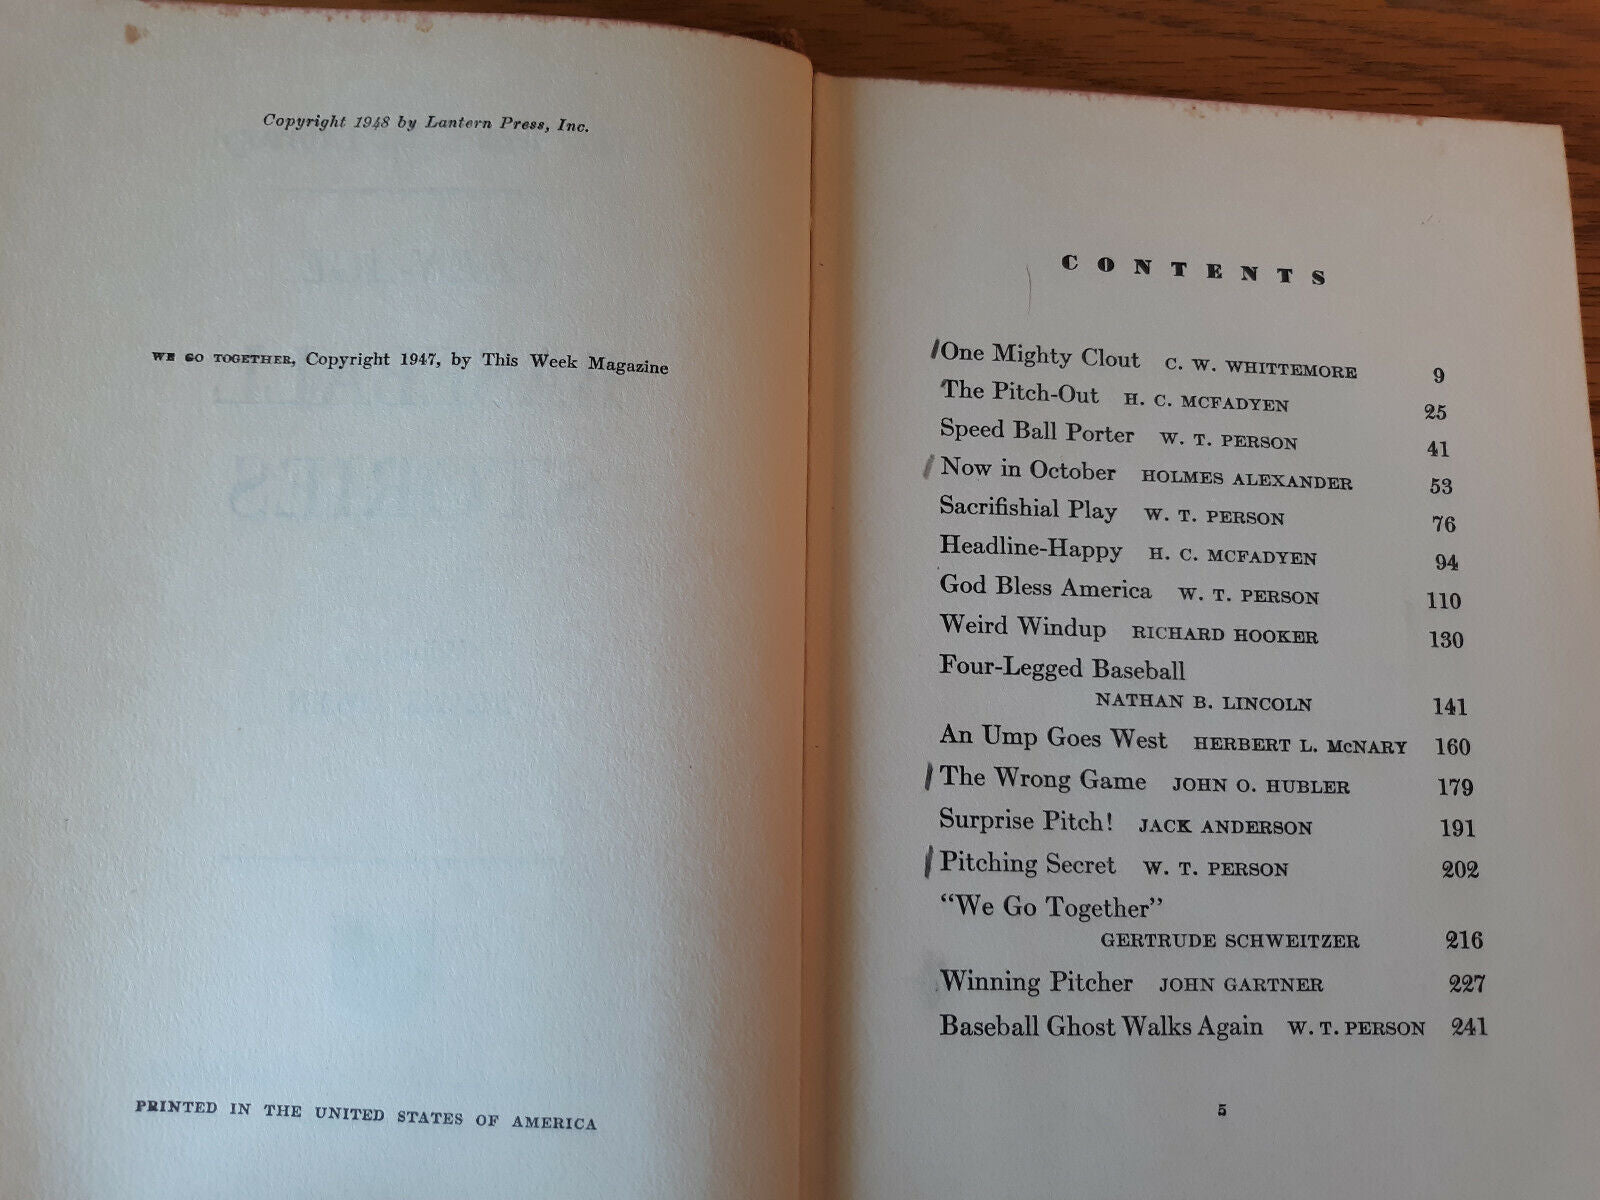 Copyright 1948 by Lantern Press, Inc.
WE GO TOGETHER, Copyright 1947, by This Week Magazine
PRINTED IN THE UNITED STATES OF AMERICA
CONTENTS
One Mighty Clout C. W. WHITTEMORE 9
The Pitch-Out H. C. MCFADYEN 25
Speed Ball Porter W. T. PERSON 41
Now in October HOLMES ALEXANDER 53
Sacrifishial Play W. T. PERSON 76
Headline-Happy H. C. MCFADYEN 94
God Bless America W. T. PERSON 110
Weird Windup RICHARD HOOKER 130
Four-Legged Baseball
NATHAN B. LINCOLN 141
An Ump Goes West HERBERT L. McNARY 160
The Wrong Game JOHN O. HUBLER 179
Surprise Pitch! JACK ANDERSON 191
Pitching Secret W. T. PERSON 202
"We Go Together"
GERTRUDE SCHWEITZER 216
Winning Pitcher JOHN GARTNER 227
Baseball Ghost Walks Again W. T. PERSON 241
5